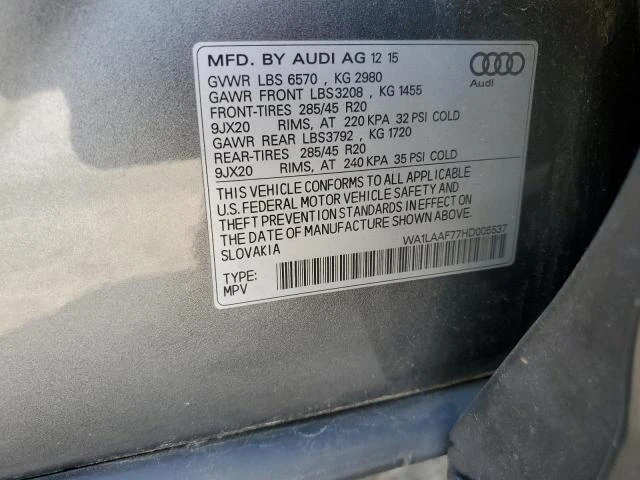 MFD. BY AUDI AG 12 15
GVWR LBS 6570 , KG 2980
GAWR FRONT LBS3208 , KG 1455
FRONT-TIRES 285/45 R20
9JX20 RIMS, AT 220 KPA 32 PSI COLD
GAWR REAR LBS3792 , KG 1720
REAR-TIRES 285/45 R20
9JX20 RIMS, AT 240 KPA 35 PSI COLD
Audi
THIS VEHICLE CONFORMS TO ALL APPLICABLE
U.S. FEDERAL MOTOR VEHICLE SAFETY AND
THEFT PREVENTION STANDARDS IN EFFECT ON
THE DATE OF MANUFACTURE SHOWN ABOVE.
SLOVAKIA
WA1LAAF77HD005537
TYPE:
MPV